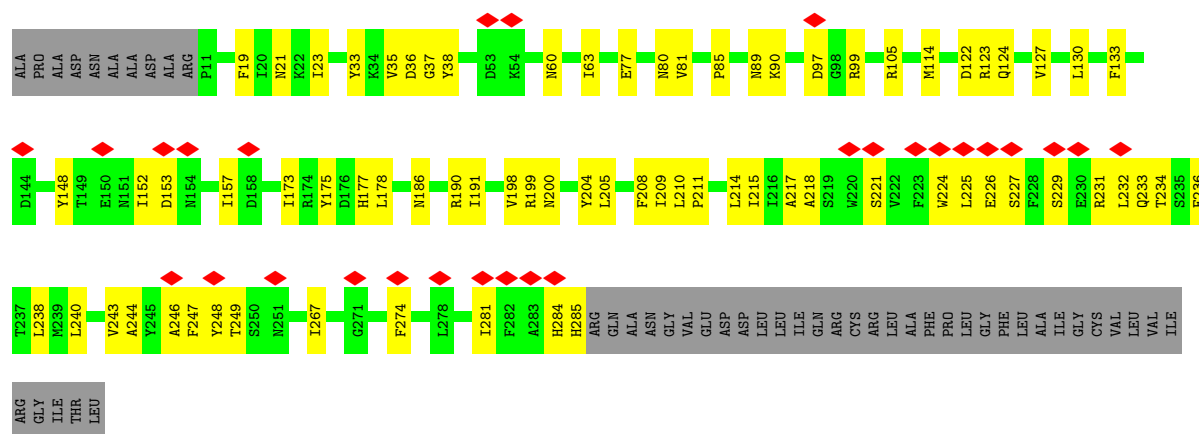 ALA PRO ALA ASP ASN ALA ALA ASP ALA ARG P11 F19 I20 N21 K22 I23 Y33 K34 V35 D36 G37 Y38 D53 K54 N60 I63 E77 N80 V81 P85 N89 K90 D97 G98 R99 R105 M114 D122 R123 Q124 V127 L130 F133
D144 Y148 T149 E150 N151 I152 D153 N154 I157 D158 I173 R174 Y175 D176 H177 L178 N186 R190 I191 V198 R199 N200 Y204 L205 F208 I209 L210 P211 L214 I215 I216 A217 A218 S219 W220 S221 V222 F223 W224 L225 E226 S227 F228 S229 E230 R231 L232 Q233 T234 S235 F236
T237 L238 M239 L240 V243 A244 Y245 A246 F247 Y248 T249 S250 N251 I267 G271 F274 L278 I281 F282 A283 H284 H285 ARG GLN ALA ASN GLY VAL GLU ASP ASP LEU LEU ILE GLN ARG CYS ARG LEU ALA PHE PRO LEU GLY PHE LEU ALA ILE GLY CYS VAL LEU VAL ILE
ARG GLY ILE THR LEU